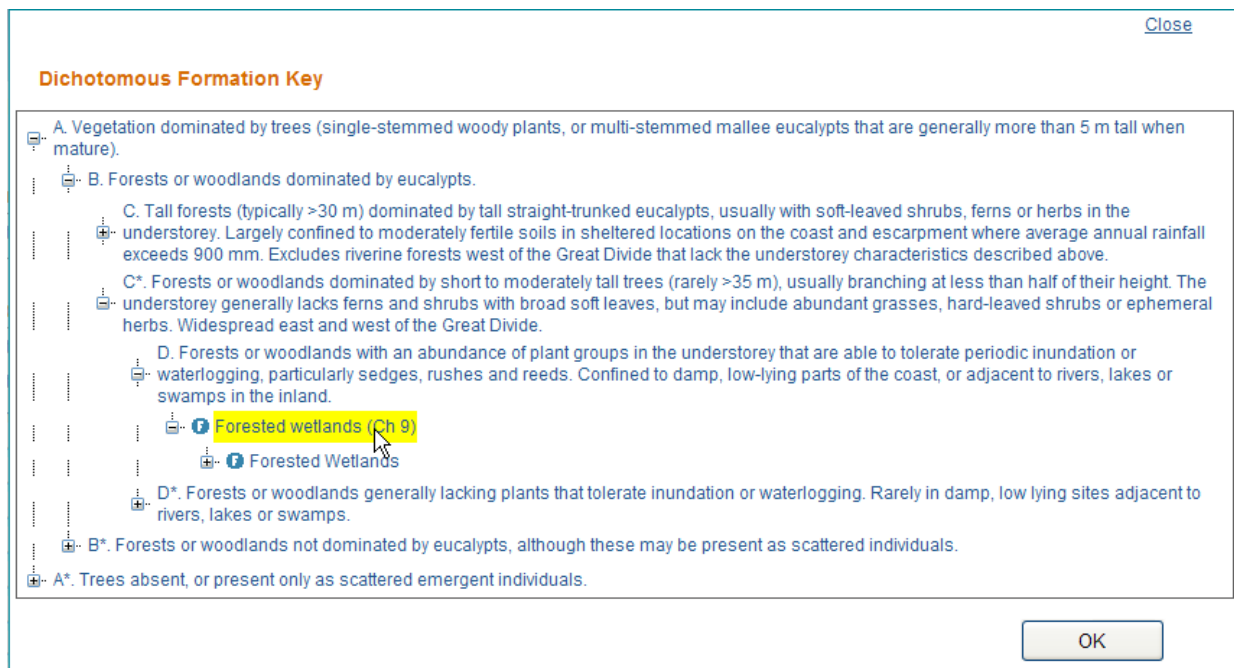 Close
Dichotomous Formation Key
A. Vegetation dominated by trees (single-stemmed woody plants, or multi-stemmed mallee eucalypts that are generally more than 5 m tall when
mature).
B. Forests or woodlands dominated by eucalypts.
C. Tall forests (typically >30 m) dominated by tall straight-trunked eucalypts, usually with soft-leaved shrubs, ferns or herbs in the
understorey. Largely confined to moderately fertile soils in sheltered locations on the coast and escarpment where average annual rainfall
exceeds 900 mm. Excludes riverine forests west of the Great Divide that lack the understorey characteristics described above.
C*. Forests or woodlands dominated by short to moderately tall trees (rarely >35 m), usually branching at less than half of their height. The
understorey generally lacks ferns and shrubs with broad soft leaves, but may include abundant grasses, hard-leaved shrubs or ephemeral
herbs. Widespread east and west of the Great Divide.
D. Forests or woodlands with an abundance of plant groups in the understorey that are able to tolerate periodic inundation or
waterlogging, particularly sedges, rushes and reeds. Confined to damp, low-lying parts of the coast, or adjacent to rivers, lakes or
swamps in the inland.
F Forested wetlands (Ch 9)
F Forested Wetlands
D*. Forests or woodlands generally lacking plants that tolerate inundation or waterlogging. Rarely in damp, low lying sites adjacent to
rivers, lakes or swamps.
B*. Forests or woodlands not dominated by eucalypts, although these may be present as scattered individuals.
A*. Trees absent, or present only as scattered emergent individuals.
OK